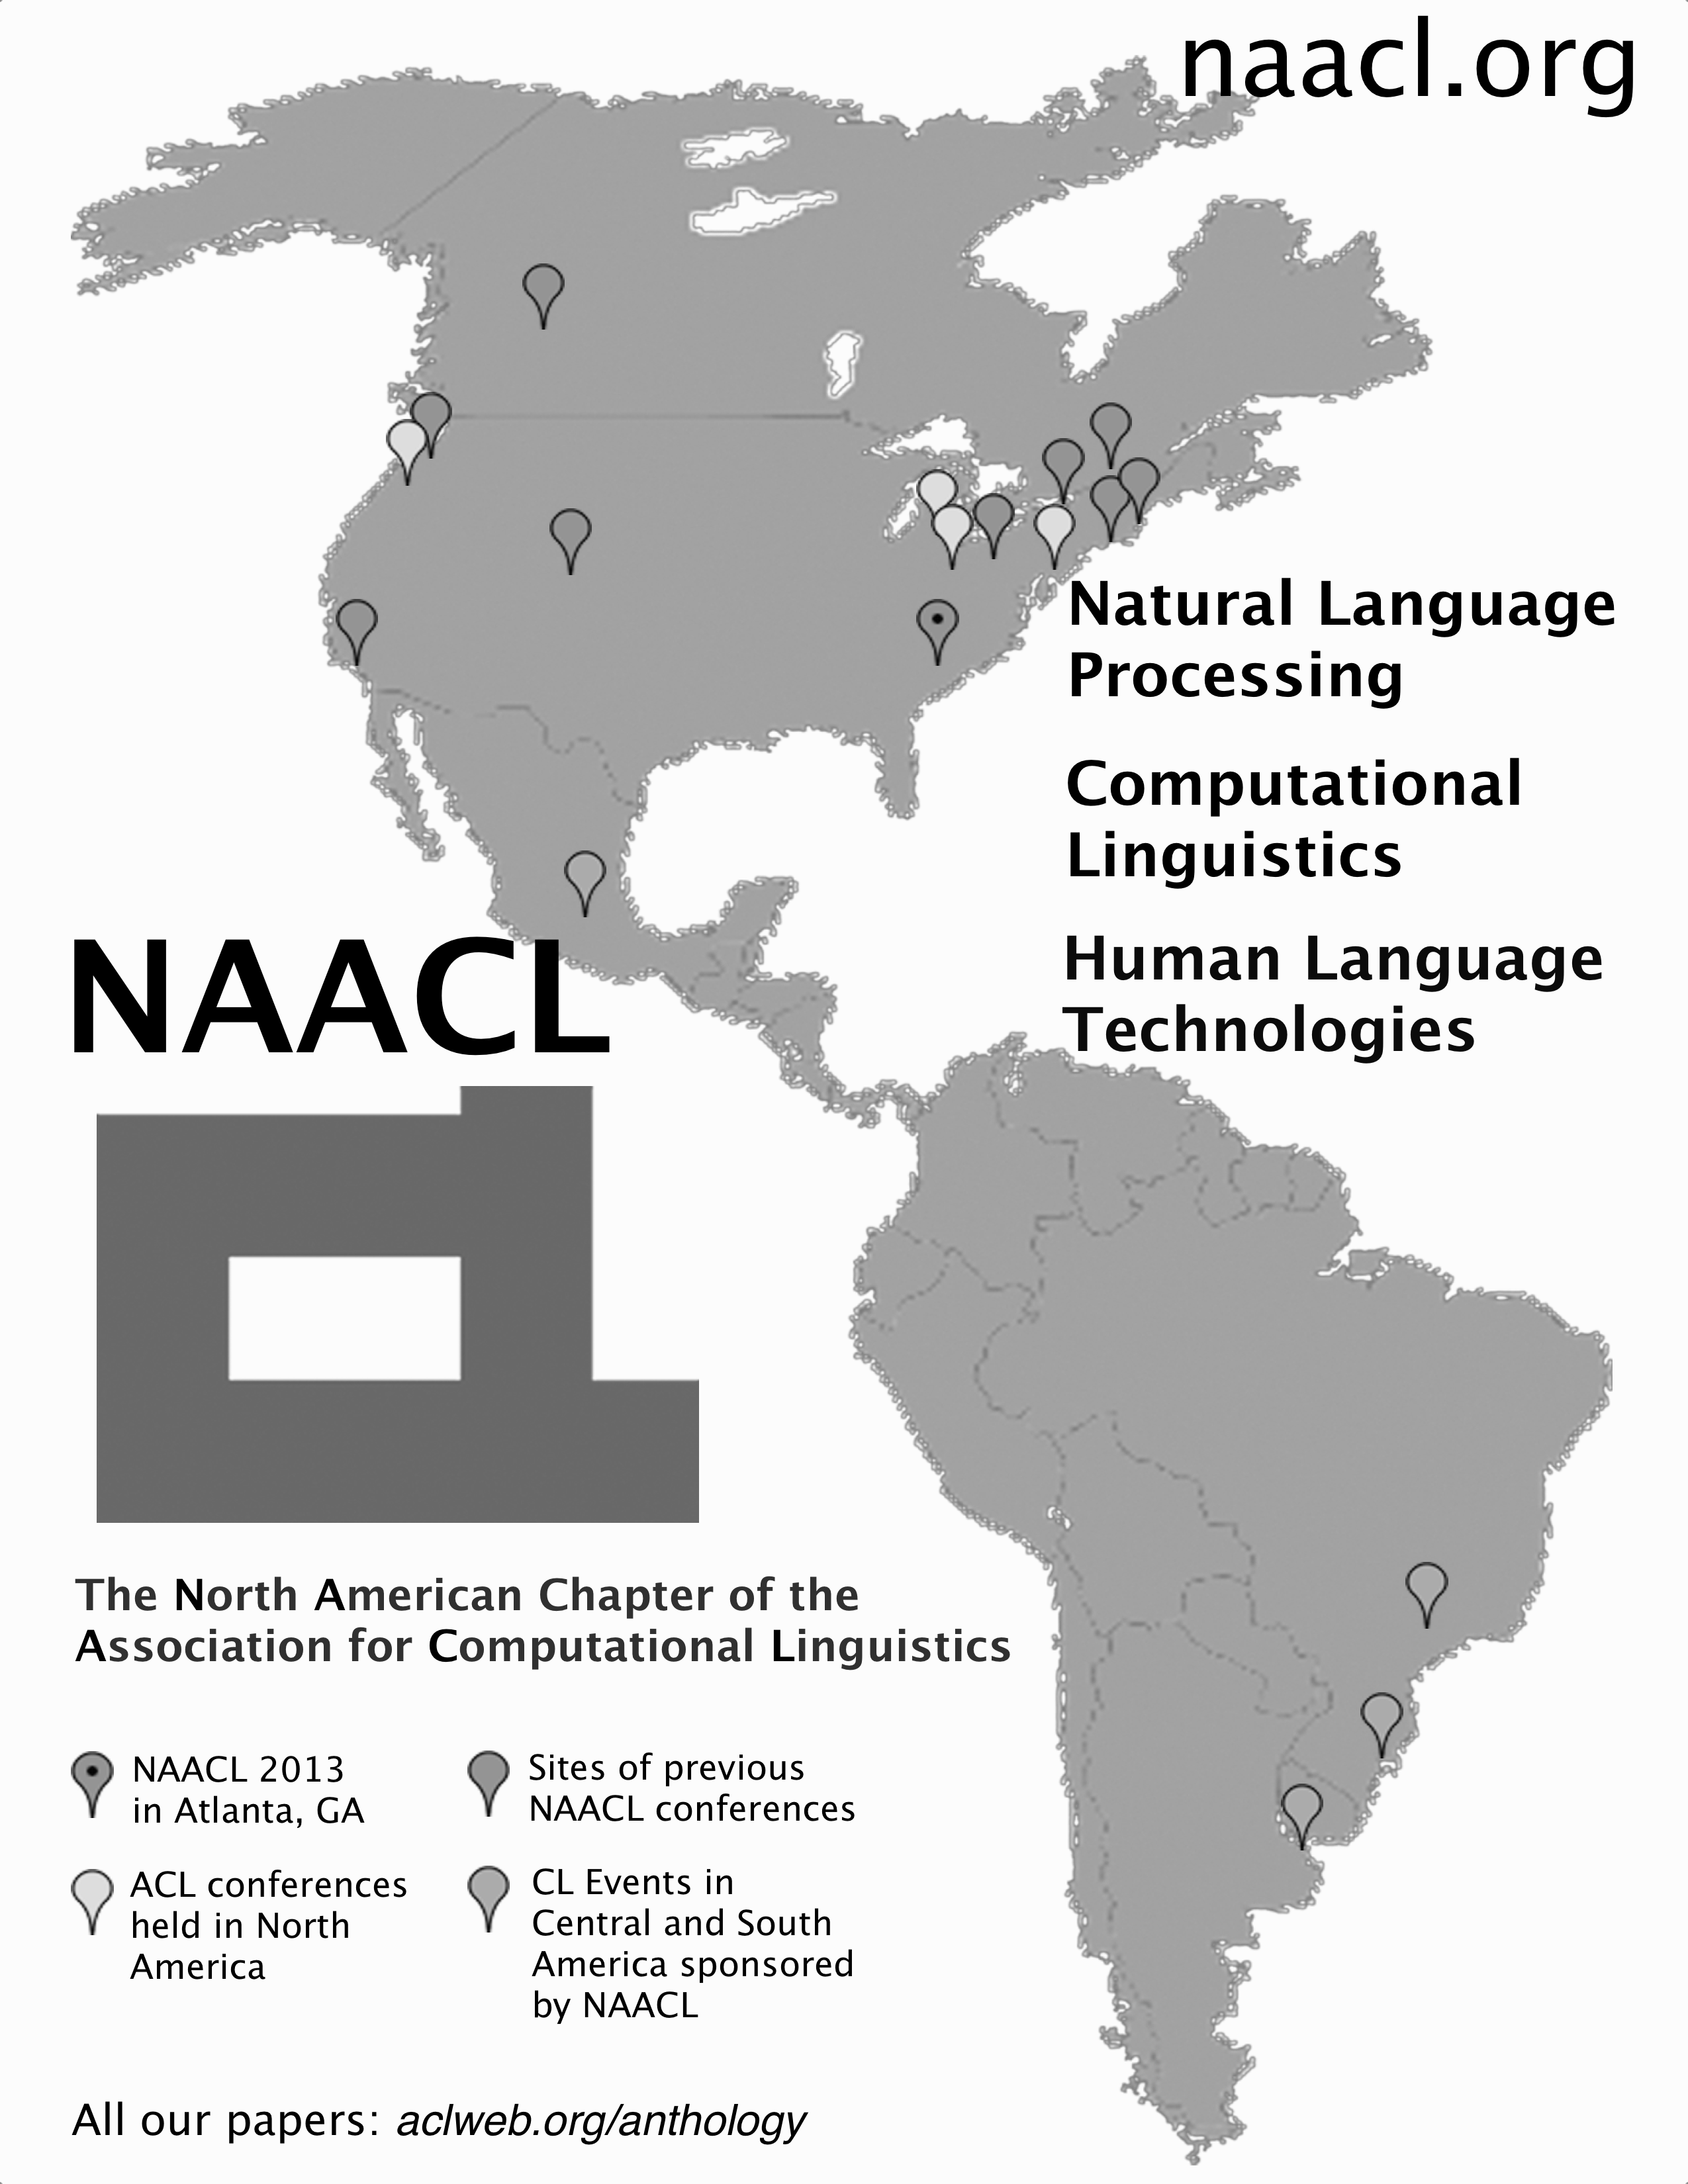 naacl.org
Natural Language
Processing
Computational
Linguistics
Human Language
Technologies
NAACL
The North American Chapter of the
Association for Computational Linguistics
NAACL 2013
in Atlanta, GA
Sites of previous
NAACL conferences
ACL conferences
held in North
America
CL Events in
Central and South
America sponsored
by NAACL
All our papers: aclweb.org/anthology